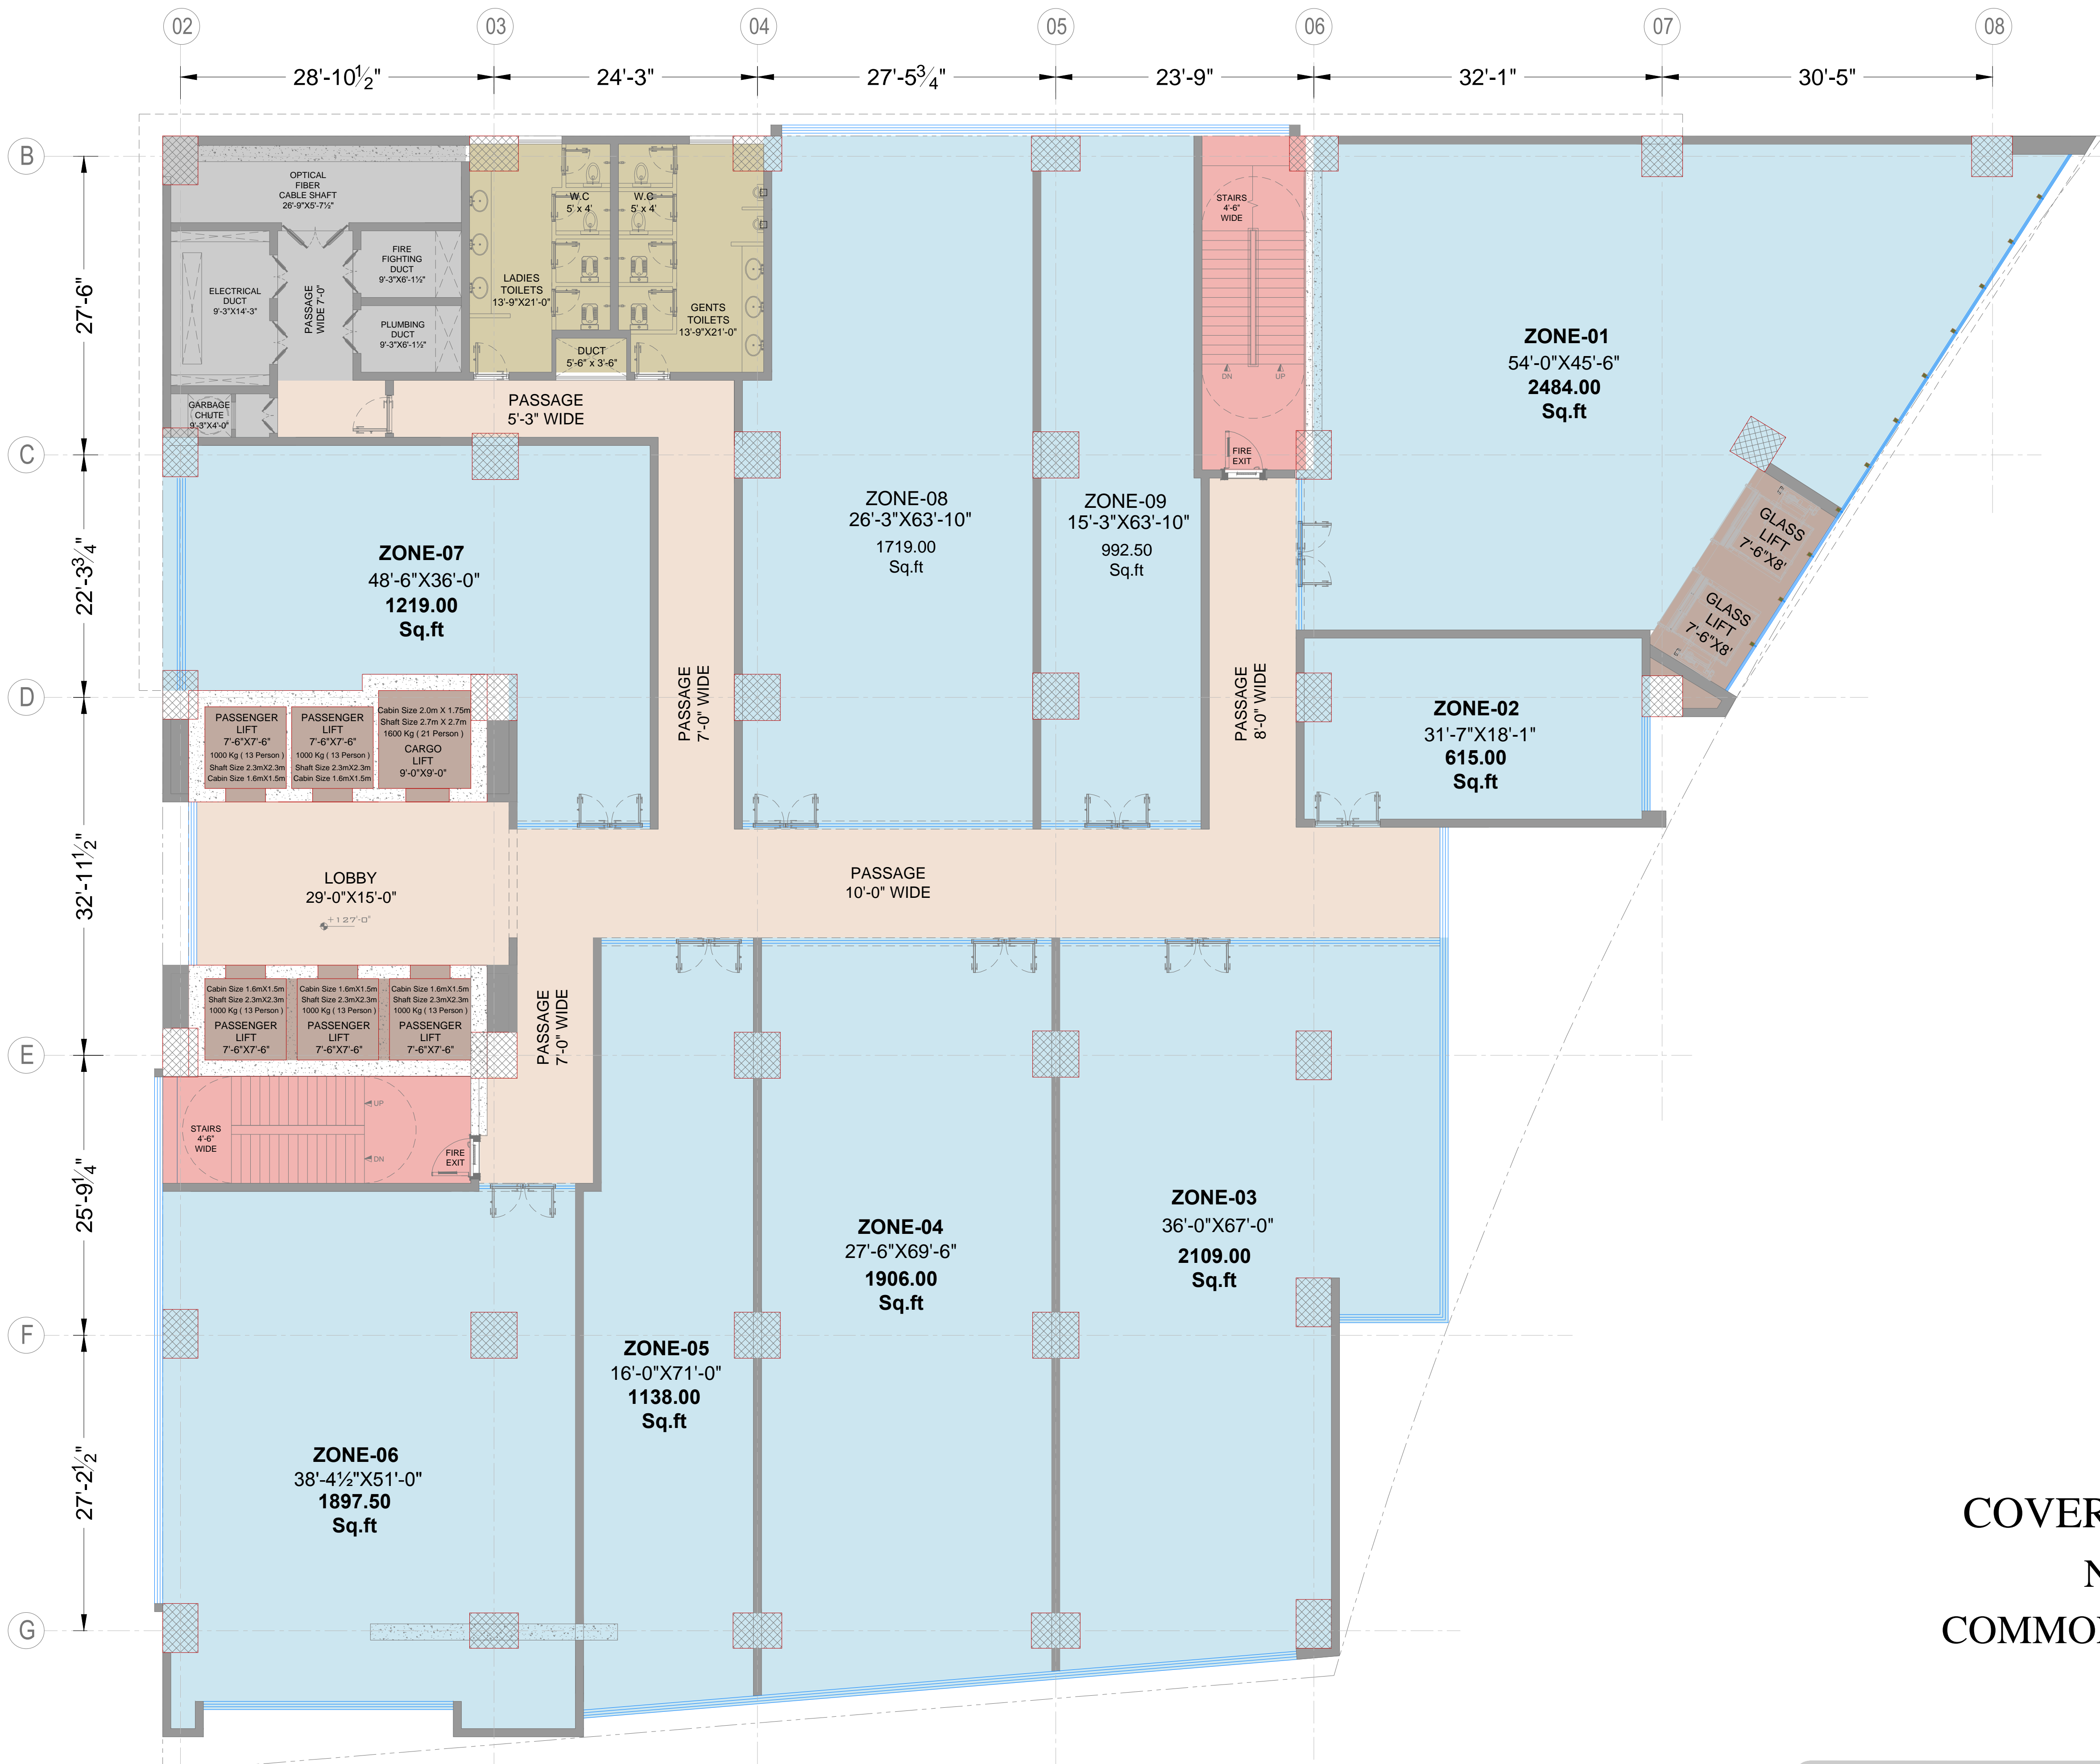 02
03
04
05
06
07
08
28'-10½"
24'-3"
27'-5¾"
23'-9"
32'-1"
30'-5"
B
C
D
E
F
G
27'-6"
22'-3¾"
32'-11½"
25'-9¼"
27'-2½"
OPTICAL
FIBER
CABLE SHAFT
26'-9"X5'-7½"
ELECTRICAL
DUCT
9'-3"X14'-3"
PASSAGE
WIDE 7'-0"
FIRE
FIGHTING
DUCT
9'-3"X6'-1½"
PLUMBING
DUCT
9'-3"X6'-1½"
GARBAGE
CHUTE
9'-3"X4'-0"
LADIES
TOILETS
13'-9"X21'-0"
W.C
5' x 4'
W.C
5' x 4'
GENTS
TOILETS
13'-9"X21'-0"
DUCT
5'-6" x 3'-6"
PASSAGE
5'-3" WIDE
STAIRS
4'-6"
WIDE
DN
UP
FIRE
EXIT
ZONE-01
54'-0"X45'-6"
2484.00
Sq.ft
GLASS
LIFT
7'-6"X8'
GLASS
LIFT
7'-6"X8'
ZONE-07
48'-6"X36'-0"
1219.00
Sq.ft
ZONE-08
26'-3"X63'-10"
1719.00
Sq.ft
ZONE-09
15'-3"X63'-10"
992.50
Sq.ft
PASSAGE
7'-0" WIDE
PASSAGE
8'-0" WIDE
ZONE-02
31'-7"X18'-1"
615.00
Sq.ft
PASSENGER
LIFT
7'-6"X7'-6"
1000 Kg ( 13 Person )
Shaft Size 2.3mX2.3m
Cabin Size 1.6mX1.5m
PASSENGER
LIFT
7'-6"X7'-6"
1000 Kg ( 13 Person )
Shaft Size 2.3mX2.3m
Cabin Size 1.6mX1.5m
Cabin Size 2.0m X 1.75m
Shaft Size 2.7m X 2.7m
1600 Kg ( 21 Person )
CARGO
LIFT
9'-0"X9'-0"
LOBBY
29'-0"X15'-0"
+127'-0"
PASSAGE
10'-0" WIDE
Cabin Size 1.6mX1.5m
Shaft Size 2.3mX2.3m
1000 Kg ( 13 Person )
PASSENGER
LIFT
7'-6"X7'-6"
Cabin Size 1.6mX1.5m
Shaft Size 2.3mX2.3m
1000 Kg ( 13 Person )
PASSENGER
LIFT
7'-6"X7'-6"
Cabin Size 1.6mX1.5m
Shaft Size 2.3mX2.3m
1000 Kg ( 13 Person )
PASSENGER
LIFT
7'-6"X7'-6"
PASSAGE
7'-0" WIDE
STAIRS
4'-6"
WIDE
UP
DN
FIRE
EXIT
ZONE-03
36'-0"X67'-0"
2109.00
Sq.ft
ZONE-04
27'-6"X69'-6"
1906.00
Sq.ft
ZONE-05
16'-0"X71'-0"
1138.00
Sq.ft
ZONE-06
38'-4½"X51'-0"
1897.50
Sq.ft
COVER
N
COMMO